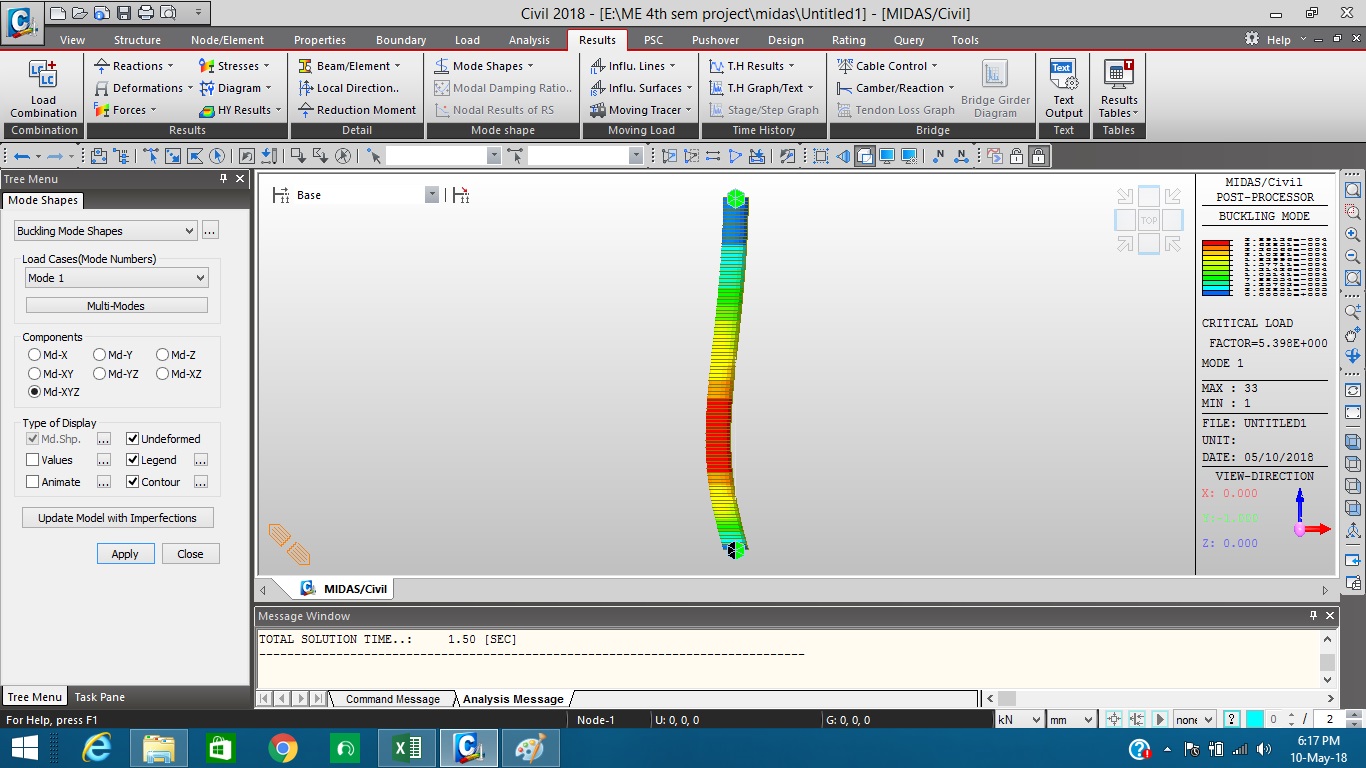 Civil 2018 - [E:\ME 4th sem project\midas\Untitled1] - [MIDAS/Civil]
View Structure Node/Element Properties Boundary Load Analysis Results PSC Pushover Design Rating Query Tools Help
Load Combination
Combination
Reactions Stresses
Deformations Diagram
Forces HY Results
Results
Beam/Element
Local Direction..
Reduction Moment
Detail
Mode Shapes
Modal Damping Ratio..
Nodal Results of RS
Mode shape
Influ. Lines
Influ. Surfaces
Moving Tracer
Moving Load
T.H Results
T.H Graph/Text
Stage/Step Graph
Time History
Cable Control
Camber/Reaction
Tendon Loss Graph
Bridge Girder Diagram
Bridge
Text
Text Output
Text
Results Tables
Tables
Tree Menu
Mode Shapes
Buckling Mode Shapes
...
Load Cases(Mode Numbers)
Mode 1
Multi-Modes
Components
Md-X Md-Y Md-Z
Md-XY Md-YZ Md-XZ
Md-XYZ
Type of Display
Md.Shp. ... Undeformed
Values ... Legend ...
Animate ... Contour ...
Update Model with Imperfections
Apply Close
Tree Menu Task Pane
Base
TOP
MIDAS/Civil
POST-PROCESSOR
BUCKLING MODE
CRITICAL LOAD
FACTOR=5.398E+000
MODE 1
MAX : 33
MIN : 1
FILE: UNTITLED1
UNIT:
DATE: 05/10/2018
VIEW-DIRECTION
X: 0.000
Y:-1.000
Z: 0.000
MIDAS/Civil
Message Window
TOTAL SOLUTION TIME..: 1.50 [SEC]
--------------------------------------------------------------------------------
Command Message Analysis Message
For Help, press F1 Node-1 U: 0, 0, 0 G: 0, 0, 0 kN mm none ? 0 / 2
6:17 PM
10-May-18